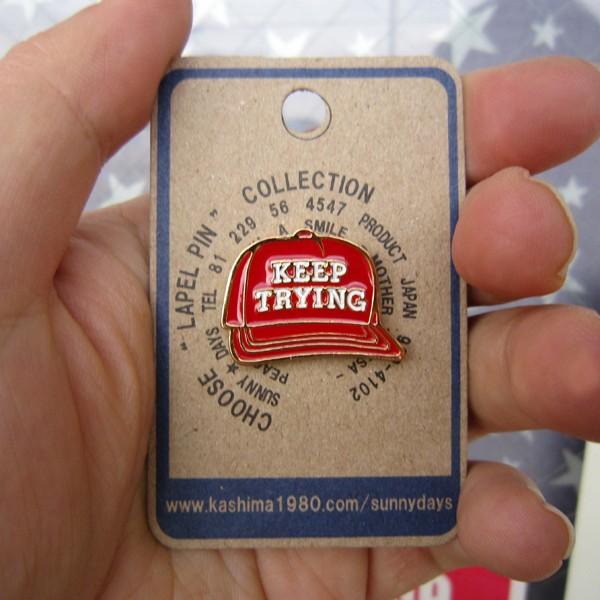 COLLECTION
CHOOSE "LAPEL PIN"
SUNNY★DAYS TEL 81 229 56 4547 PRODUCT JAPAN
A SMILE
MOTHER
-4102
KEEP
TRYING
www.kashima1980.com/sunnydays